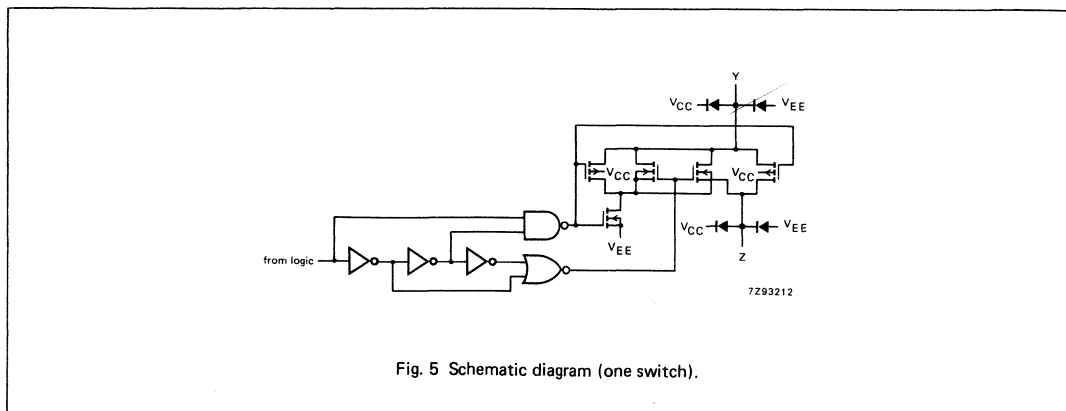 Y
VCC VEE
VCC VCC
VCC VEE
VEE
from logic Z
7Z93212
Fig. 5 Schematic diagram (one switch).